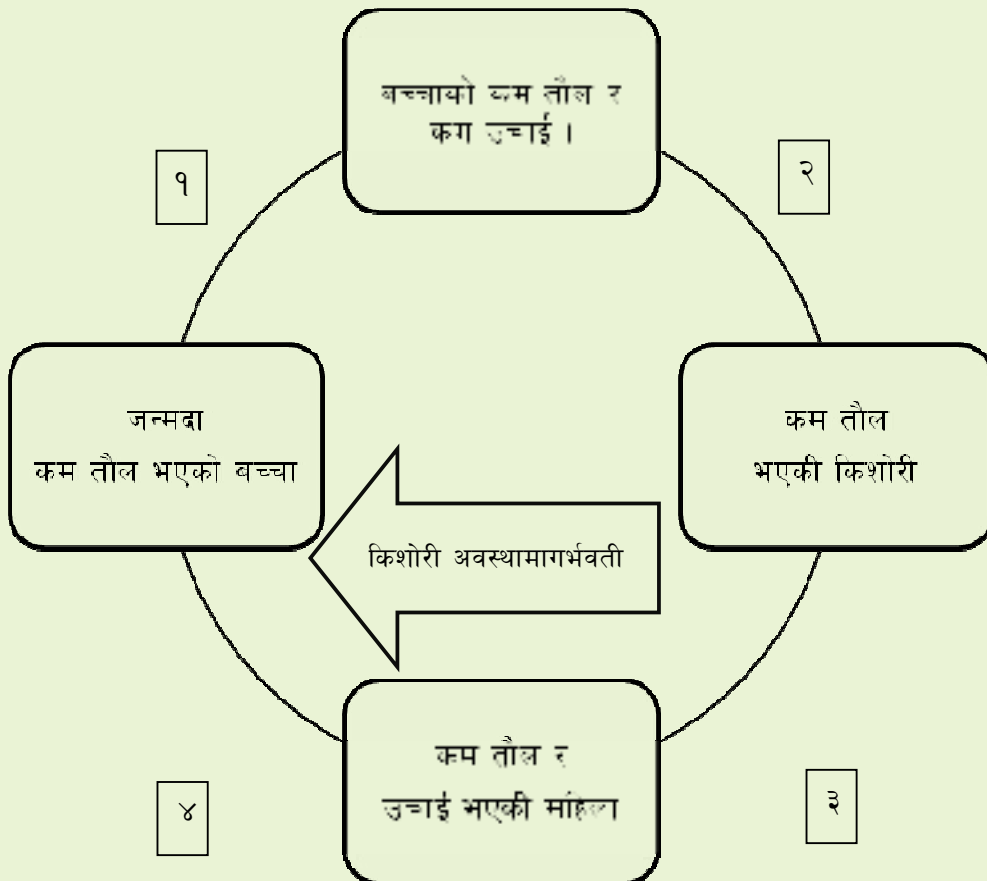 बच्चाको कम तौल र
कम उचाई ।
१
२
जन्मदा
कम तौल भएको बच्चा
कम तौल
भएकी किशोरी
किशोरी अवस्थामागर्भवती
कम तौल र
उचाई भएकी महिला
४
३